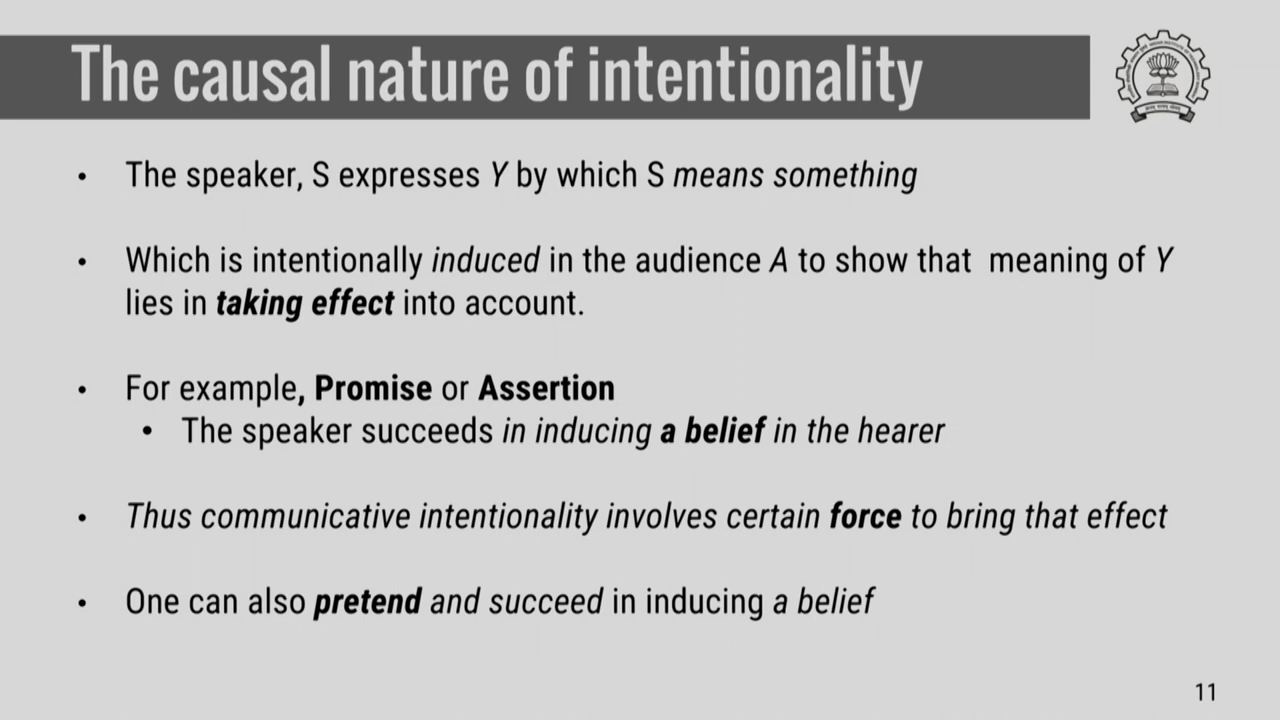 The causal nature of intentionality
• The speaker, S expresses Y by which S means something
• Which is intentionally induced in the audience A to show that meaning of Y
lies in taking effect into account.
• For example, Promise or Assertion
• The speaker succeeds in inducing a belief in the hearer
• Thus communicative intentionality involves certain force to bring that effect
• One can also pretend and succeed in inducing a belief
11